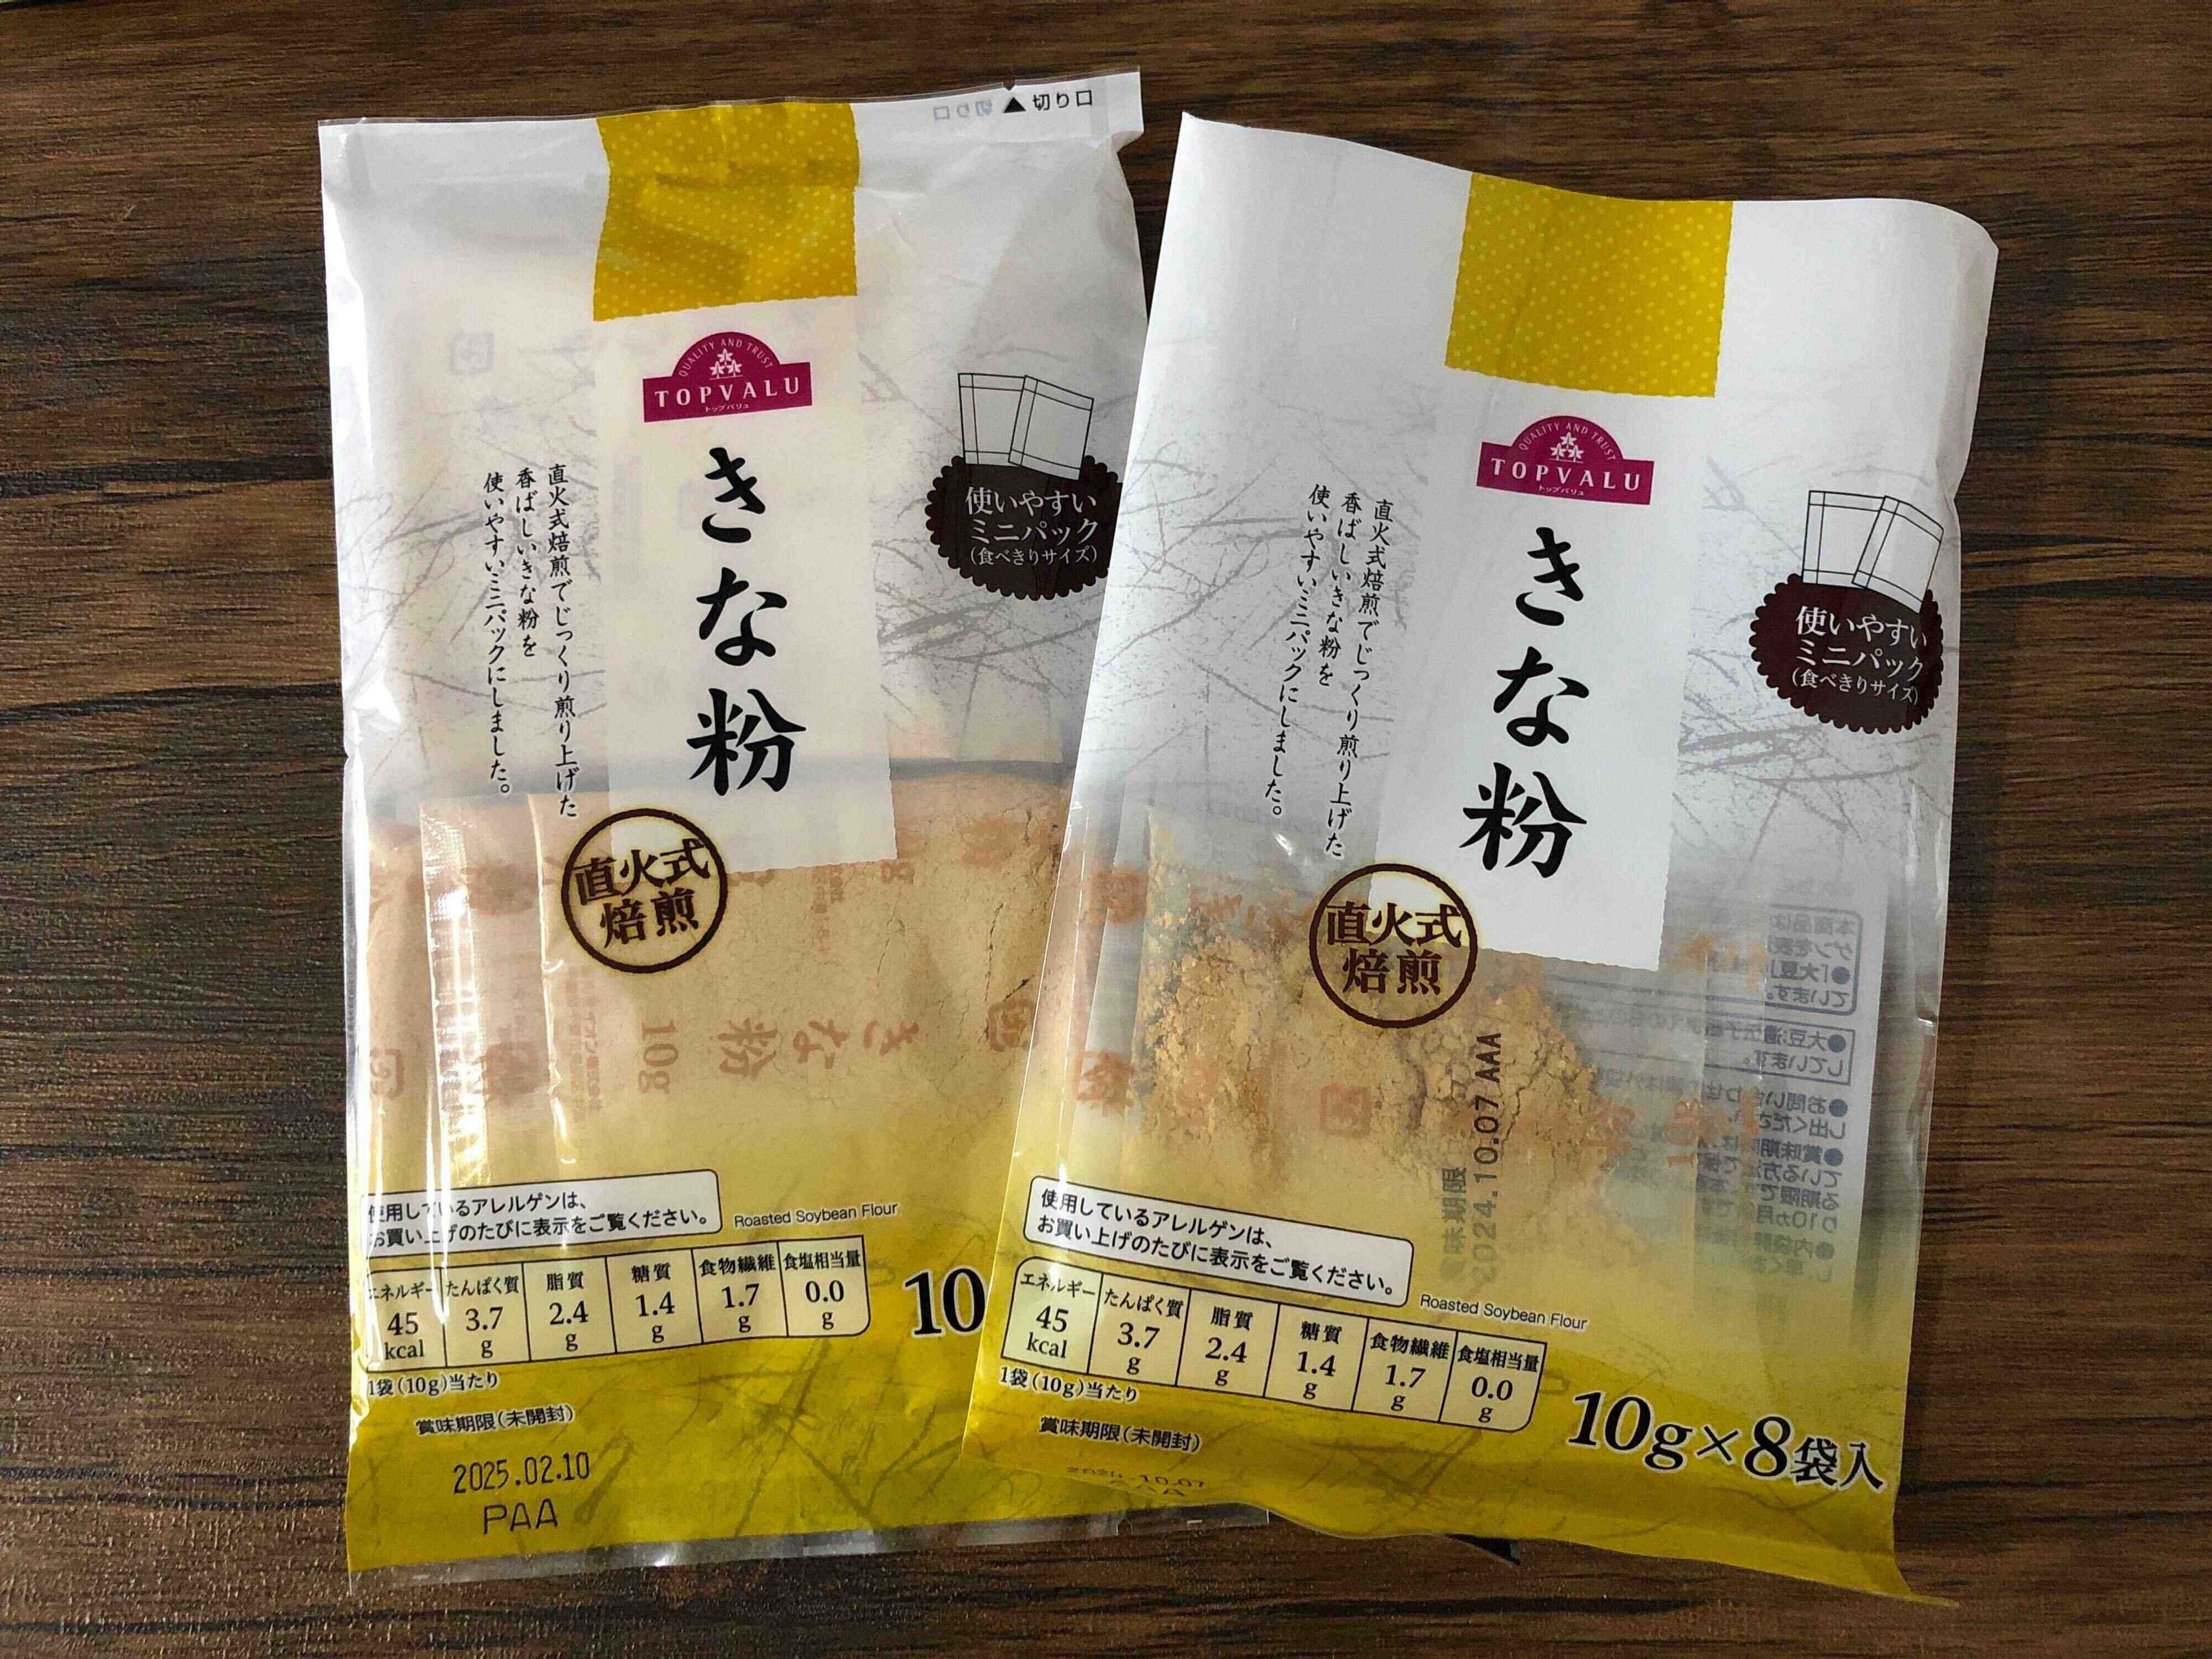 切り口
QUALITY AND TRUST
TOPVALU
トップバリュ
きな粉
直火式焙煎でじっくり煎り上げた
香ばしいきな粉を
使いやすいミニパックにしました。
使いやすい
ミニパック
(食べきりサイズ)
直火式
焙煎
10g
きな粉
使用しているアレルゲンは、
お買い上げのたびに表示をご覧ください。
Roasted Soybean Flour
エネルギー たんぱく質 脂質 糖質 食物繊維 食塩相当量
45 kcal 3.7 g 2.4 g 1.4 g 1.7 g 0.0 g
1袋(10g)当たり
10
賞味期限(未開封)
2025.02.10
PAA
QUALITY AND TRUST
TOPVALU
トップバリュ
きな粉
直火式焙煎でじっくり煎り上げた
香ばしいきな粉を
使いやすいミニパックにしました。
使いやすい
ミニパック
(食べきりサイズ)
直火式
焙煎
味期限
2024.10.07 AAA
使用しているアレルゲンは、
お買い上げのたびに表示をご覧ください。
Roasted Soybean Flour
エネルギー たんぱく質 脂質 糖質 食物繊維 食塩相当量
45 kcal 3.7 g 2.4 g 1.4 g 1.7 g 0.0 g
1袋(10g)当たり
10g×8袋入
賞味期限(未開封)
2024.10.07